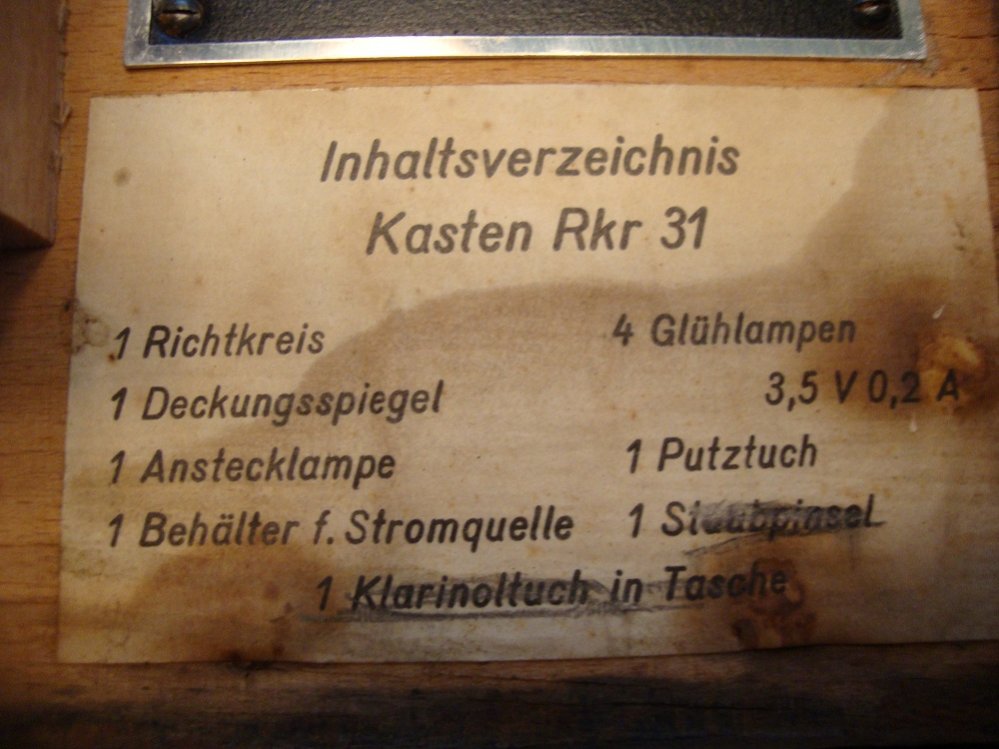 Inhaltsverzeichnis
Kasten Rkr 31
1 Richtkreis
1 Deckungsspiegel
1 Anstecklampe
1 Behälter f. Stromquelle
4 Glühlampen
3,5 V 0,2 A
1 Putztuch
1 Staubpinsel
1 Klarinoltuch in Tasche